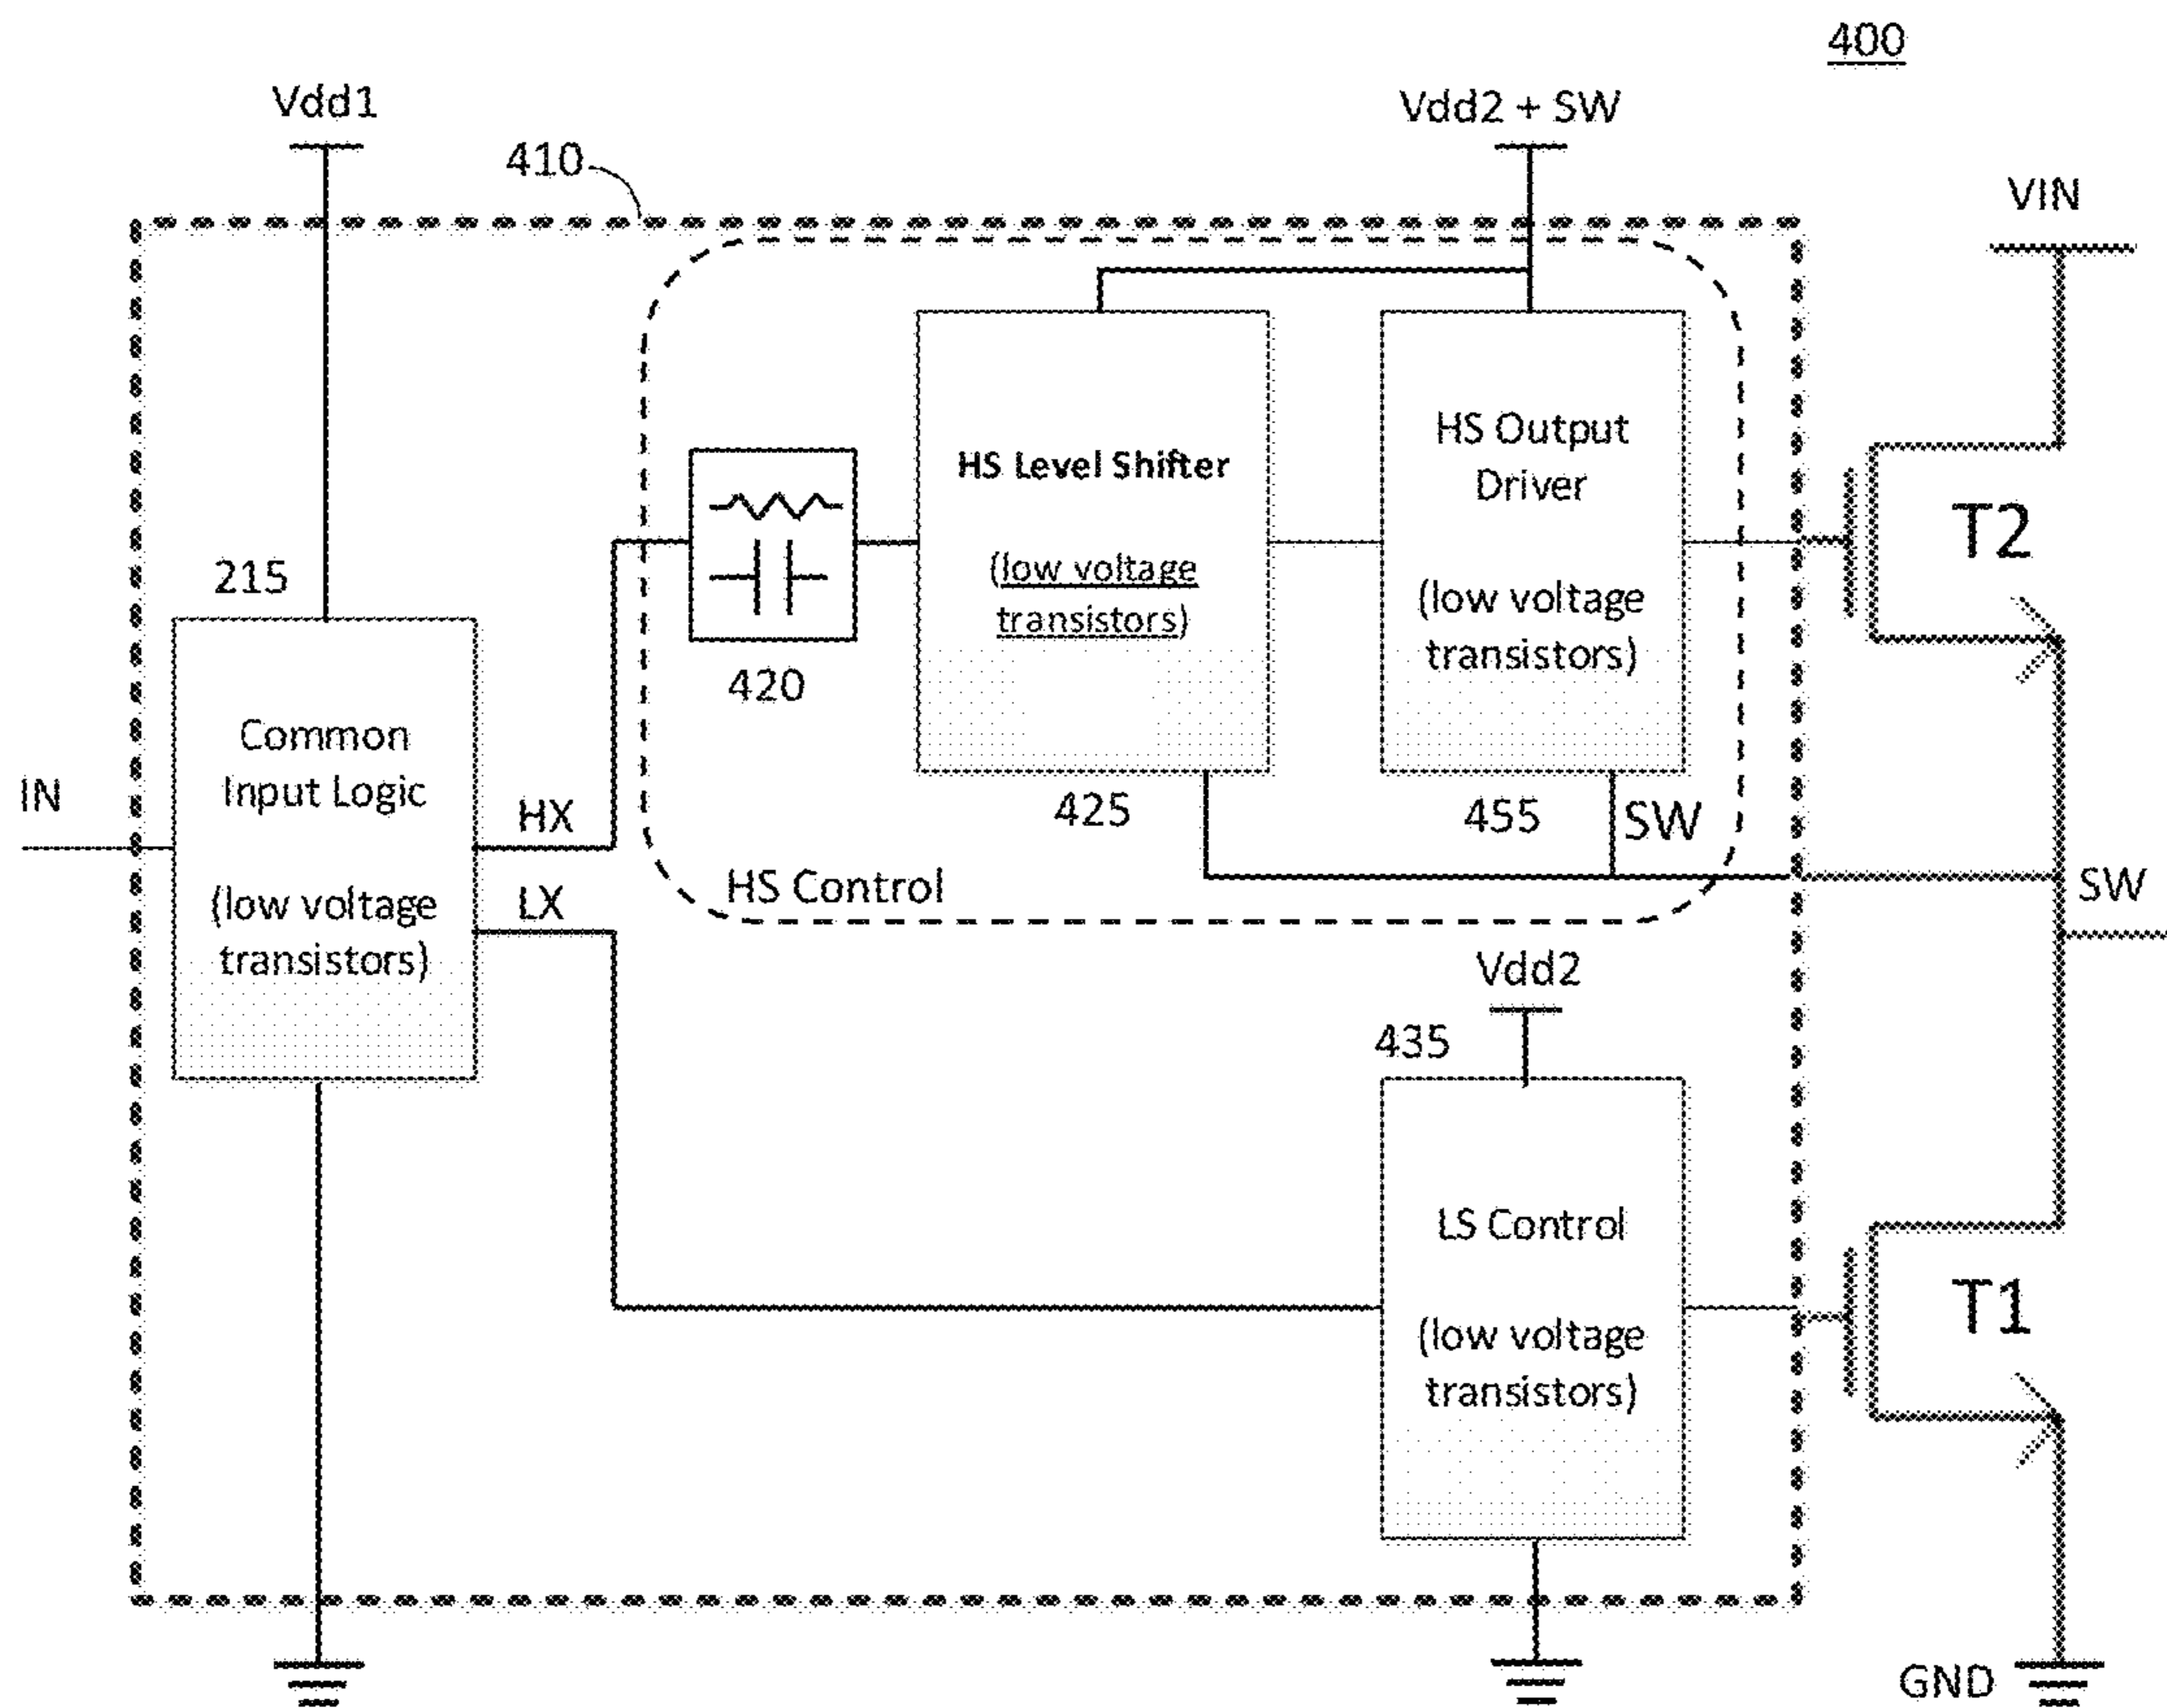 400
Vdd1
Vdd2 + SW
410
VIN
215
HS Level Shifter
(low voltage
transistors)
HS Output
Driver
(low voltage
transistors)
T2
420
Common
Input Logic
(low voltage
transistors)
IN
HX
LX
425
455
SW
HS Control
SW
Vdd2
435
LS Control
(low voltage
transistors)
T1
GND